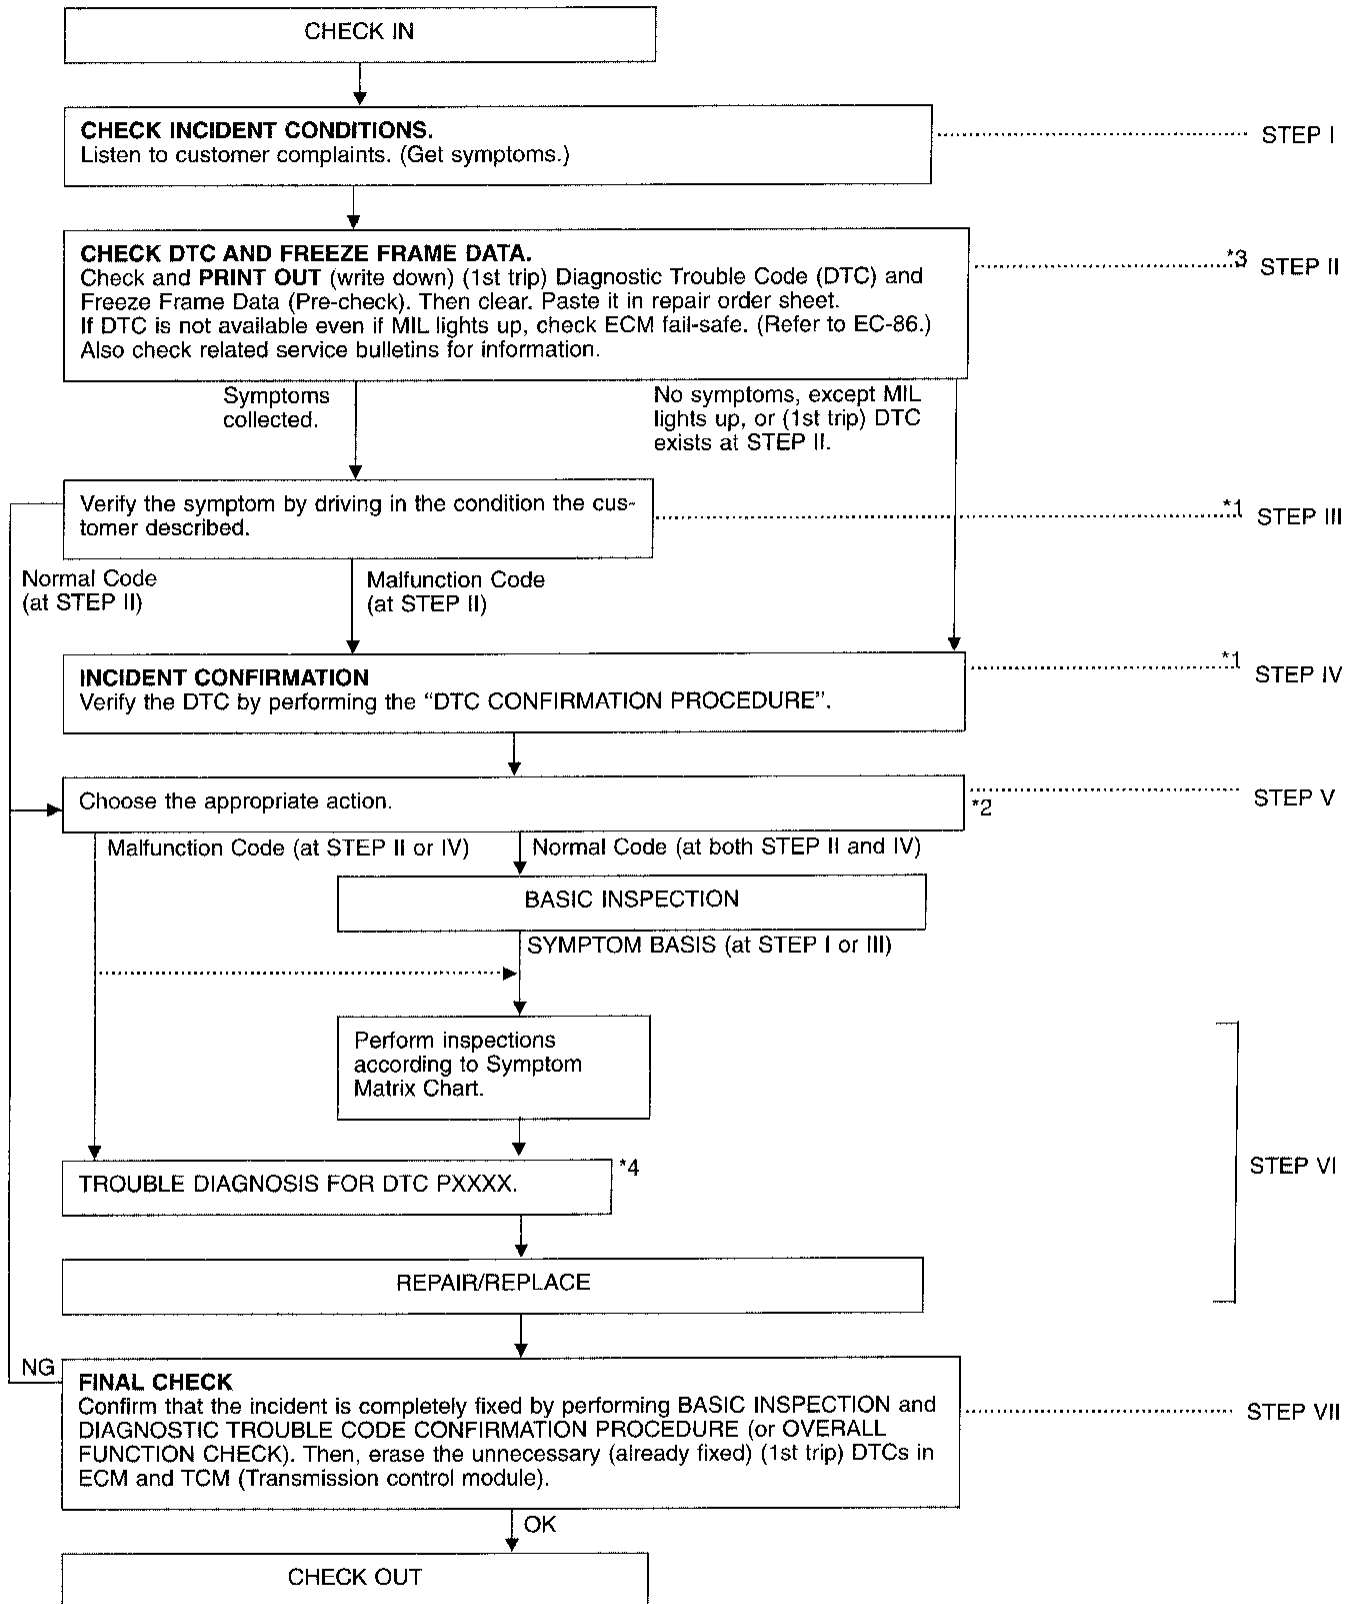 CHECK IN
CHECK INCIDENT CONDITIONS.
Listen to customer complaints. (Get symptoms.)
STEP I
CHECK DTC AND FREEZE FRAME DATA.
Check and PRINT OUT (write down) (1st trip) Diagnostic Trouble Code (DTC) and
Freeze Frame Data (Pre-check). Then clear. Paste it in repair order sheet.
If DTC is not available even if MIL lights up, check ECM fail-safe. (Refer to EC-86.)
Also check related service bulletins for information.
*3 STEP II
Symptoms
collected.
No symptoms, except MIL
lights up, or (1st trip) DTC
exists at STEP II.
Verify the symptom by driving in the condition the cus-
tomer described.
*1 STEP III
Normal Code
(at STEP II)
Malfunction Code
(at STEP II)
INCIDENT CONFIRMATION
Verify the DTC by performing the “DTC CONFIRMATION PROCEDURE”.
*1 STEP IV
Choose the appropriate action.
*2
STEP V
Malfunction Code (at STEP II or IV)
Normal Code (at both STEP II and IV)
BASIC INSPECTION
SYMPTOM BASIS (at STEP I or III)
Perform inspections
according to Symptom
Matrix Chart.
TROUBLE DIAGNOSIS FOR DTC PXXXX.
*4
STEP VI
REPAIR/REPLACE
NG
FINAL CHECK
Confirm that the incident is completely fixed by performing BASIC INSPECTION and
DIAGNOSTIC TROUBLE CODE CONFIRMATION PROCEDURE (or OVERALL
FUNCTION CHECK). Then, erase the unnecessary (already fixed) (1st trip) DTCs in
ECM and TCM (Transmission control module).
STEP VII
OK
CHECK OUT